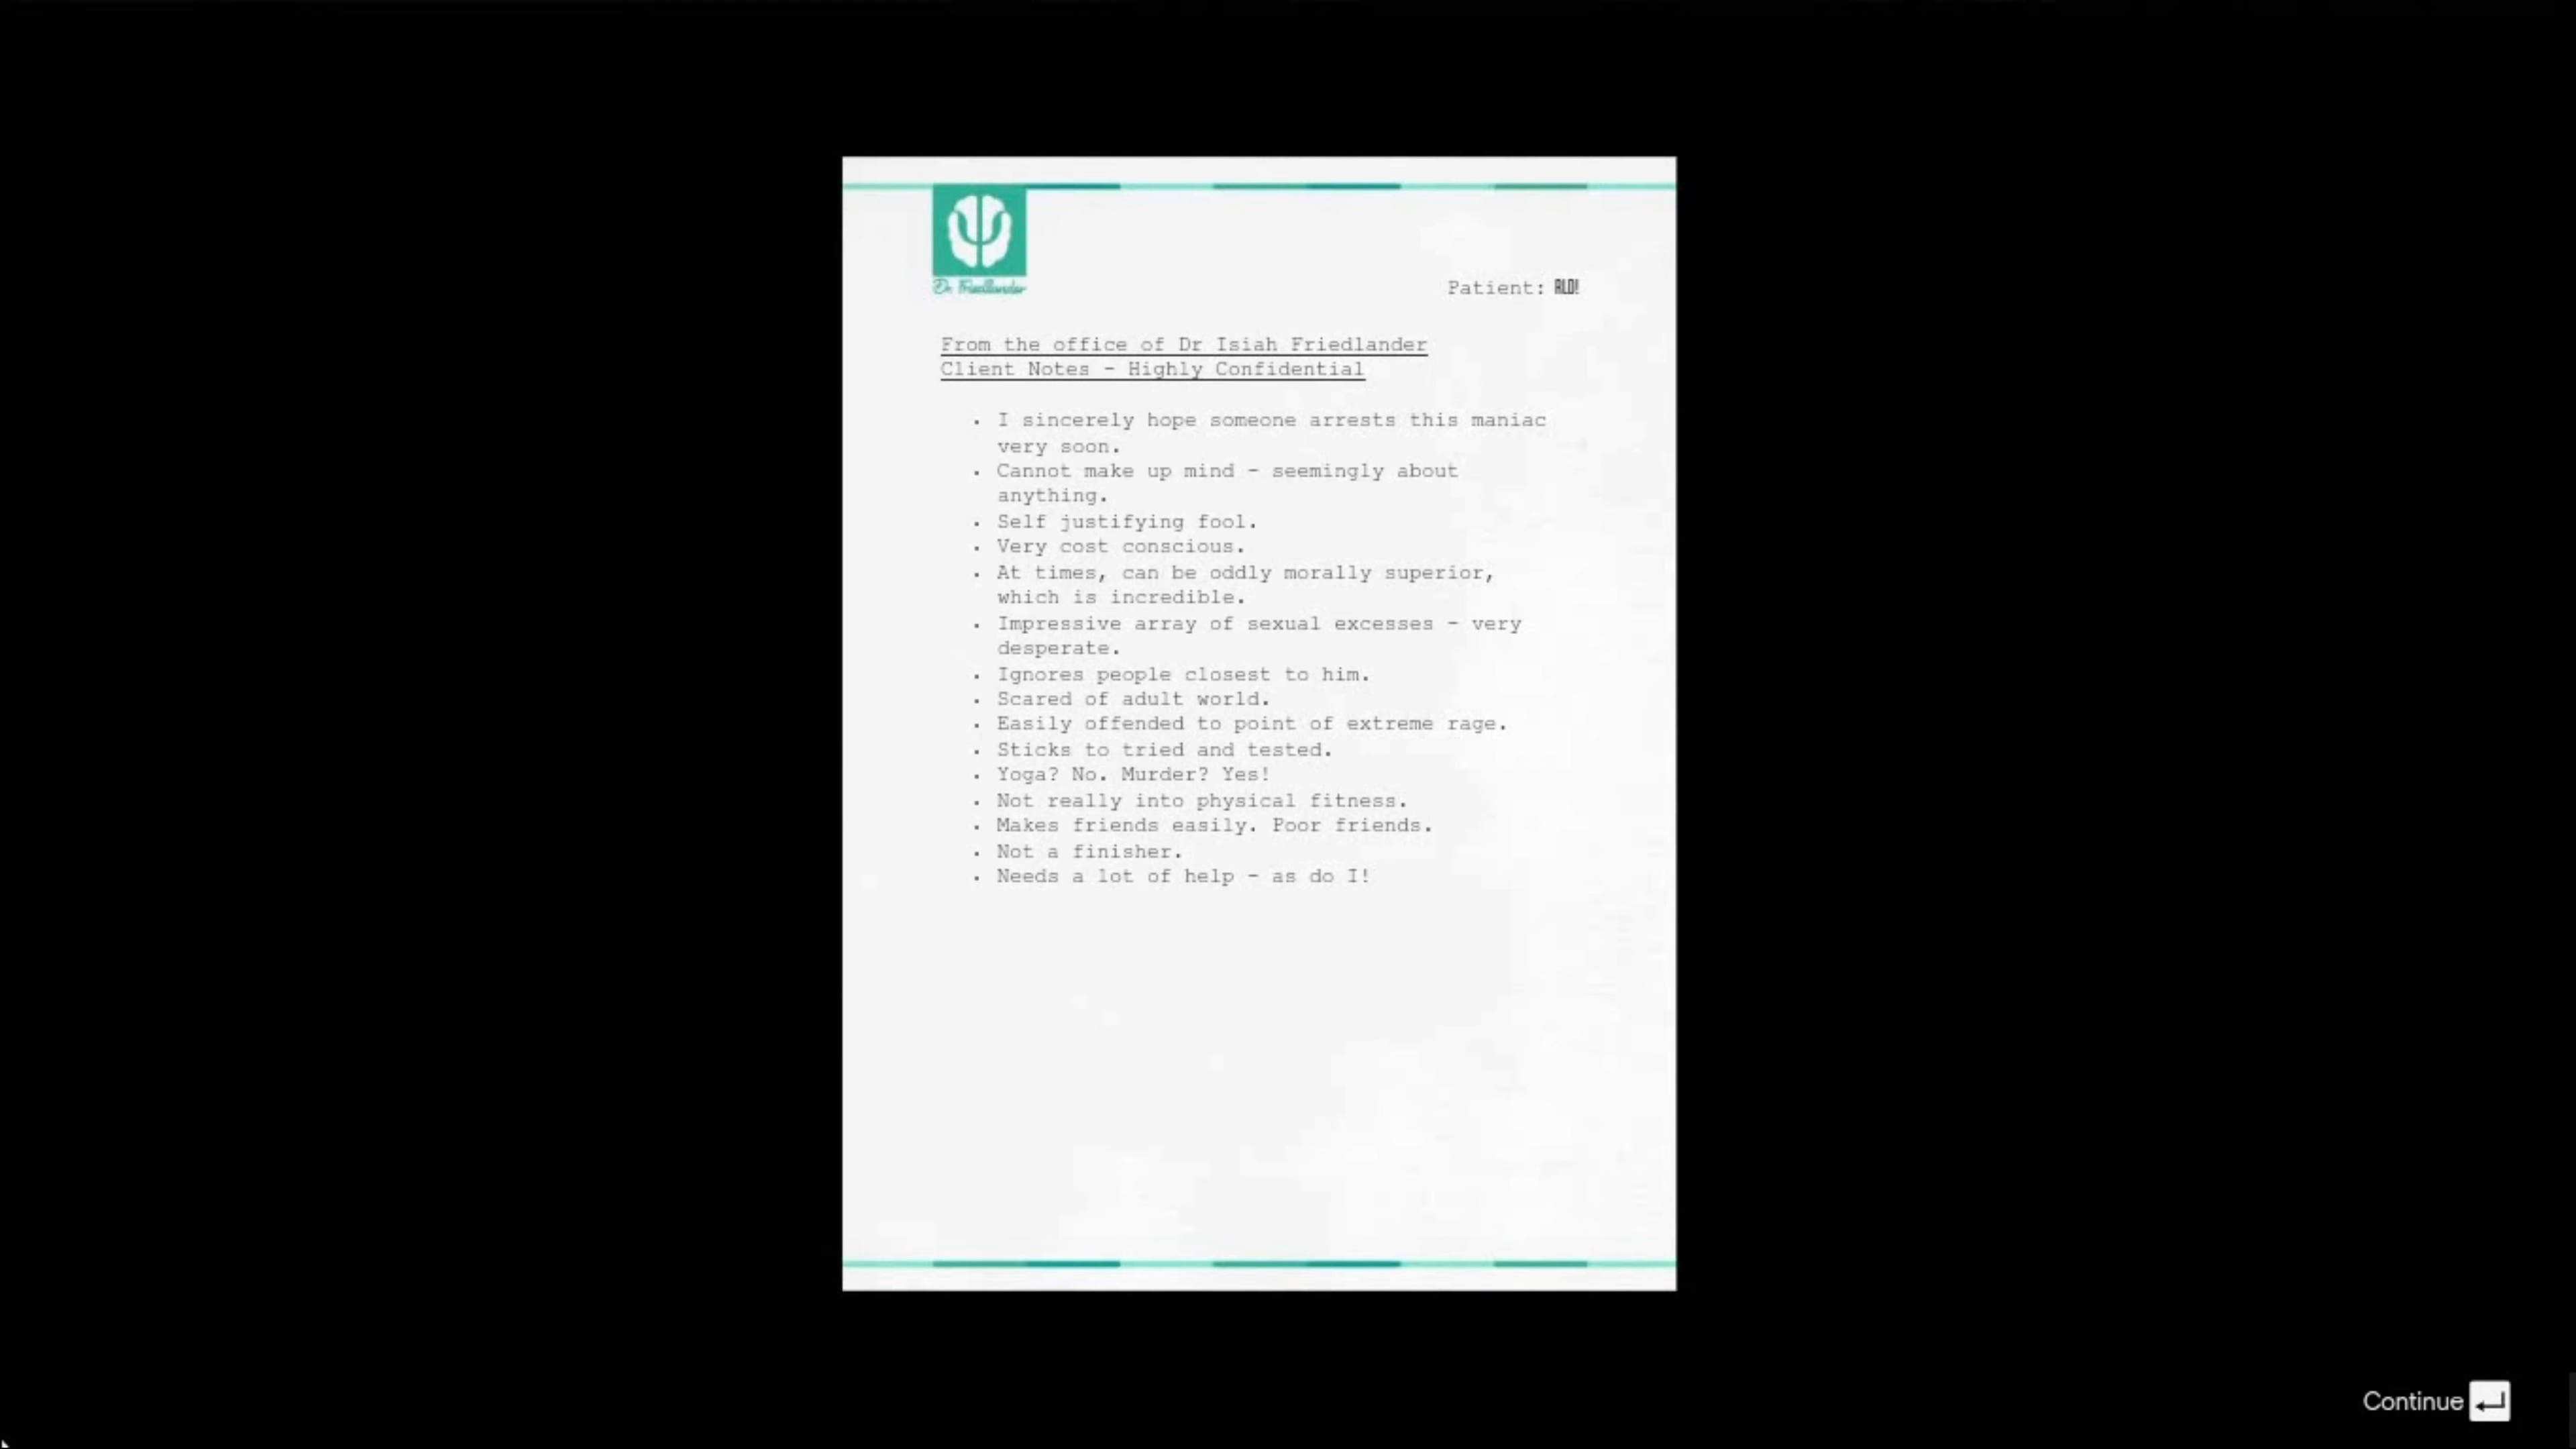 Dr. Friedlander
Patient: RLD!
From the office of Dr Isiah Friedlander
Client Notes - Highly Confidential
• I sincerely hope someone arrests this maniac
very soon.
• Cannot make up mind - seemingly about
anything.
• Self justifying fool.
• Very cost conscious.
• At times, can be oddly morally superior,
which is incredible.
• Impressive array of sexual excesses - very
desperate.
• Ignores people closest to him.
• Scared of adult world.
• Easily offended to point of extreme rage.
• Sticks to tried and tested.
• Yoga? No. Murder? Yes!
• Not really into physical fitness.
• Makes friends easily. Poor friends.
• Not a finisher.
• Needs a lot of help - as do I!
Continue